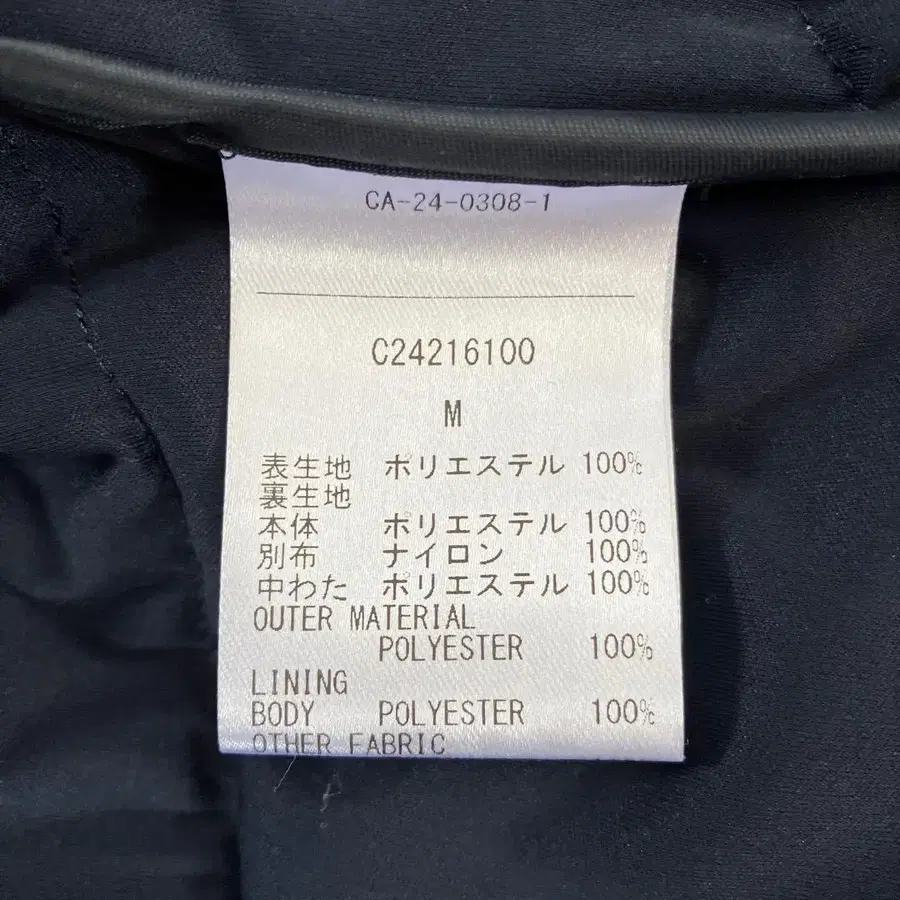 CA-24-0308-1
C24216100
M
表生地 ポリエステル 100%
裏生地
本体 ポリエステル 100%
別布 ナイロン 100%
中わた ポリエステル 100%
OUTER MATERIAL
POLYESTER 100%
LINING
BODY POLYESTER 100%
OTHER FABRIC